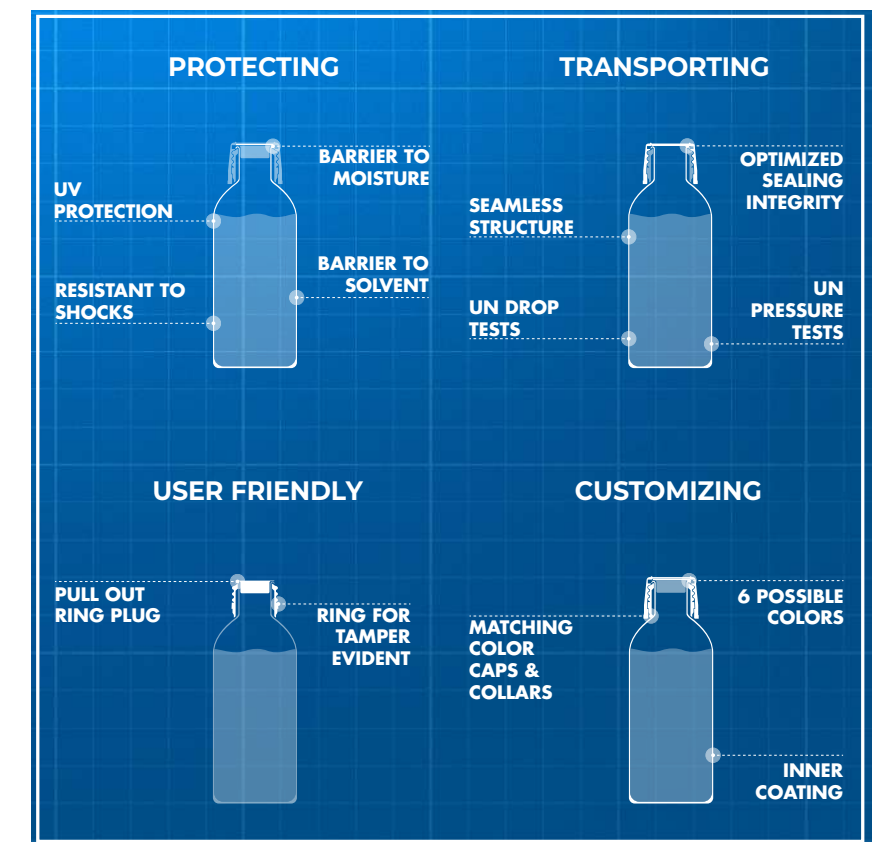 PROTECTING
BARRIER TO
MOISTURE
UV
PROTECTION
BARRIER TO
SOLVENT
RESISTANT TO
SHOCKS
TRANSPORTING
OPTIMIZED
SEALING
INTEGRITY
SEAMLESS
STRUCTURE
UN DROP
TESTS
UN
PRESSURE
TESTS
USER FRIENDLY
PULL OUT
RING PLUG
RING FOR
TAMPER
EVIDENT
CUSTOMIZING
6 POSSIBLE
COLORS
MATCHING
COLOR
CAPS &
COLLARS
INNER
COATING